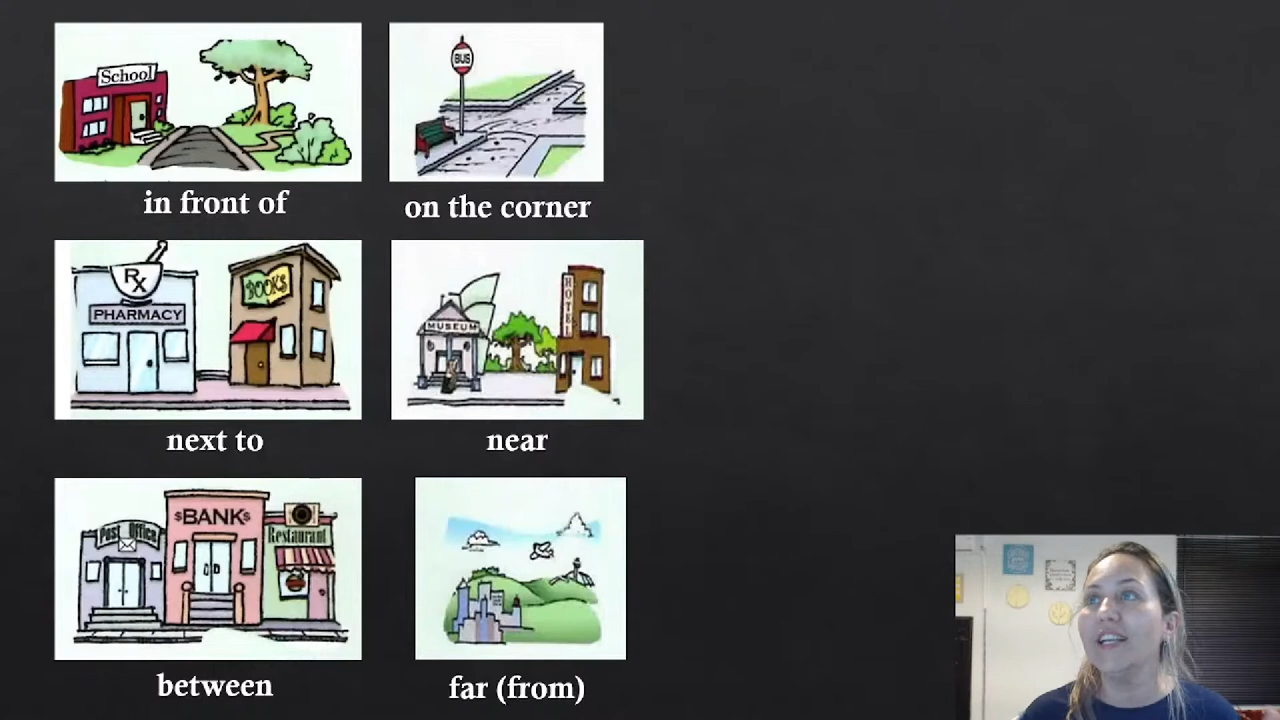 School
BUS
in front of
on the corner
RX
PHARMACY
BOOKS
MUSEUM
HOTEL
next to
near
Post Office
$BANK$
Restaurant
between
far (from)